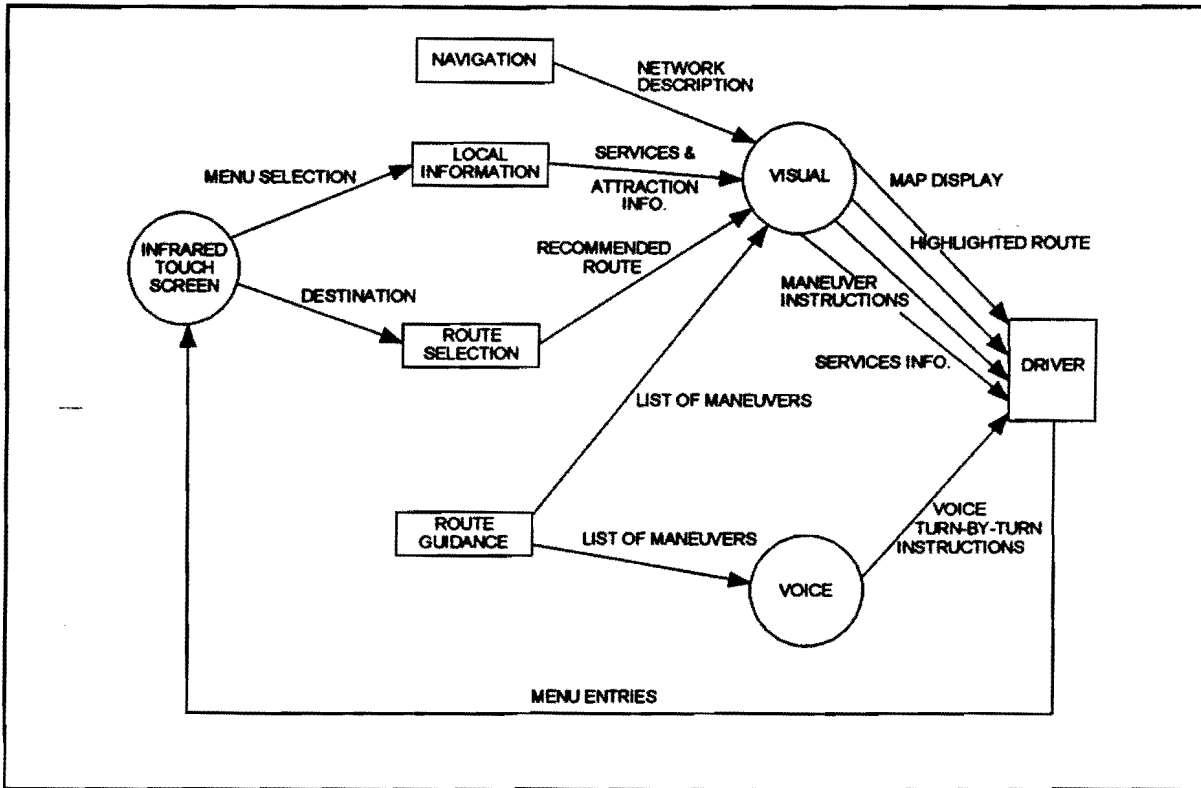 NAVIGATION
NETWORK
DESCRIPTION
LOCAL
INFORMATION
SERVICES &
ATTRACTION
INFO.
MENU SELECTION
VISUAL
MAP DISPLAY
INFRARED
TOUCH
SCREEN
RECOMMENDED
ROUTE
HIGHLIGHTED ROUTE
MANEUVER
INSTRUCTIONS
DESTINATION
ROUTE
SELECTION
SERVICES INFO.
DRIVER
LIST OF MANEUVERS
ROUTE
GUIDANCE
LIST OF MANEUVERS
VOICE
TURN-BY-TURN
INSTRUCTIONS
VOICE
MENU ENTRIES